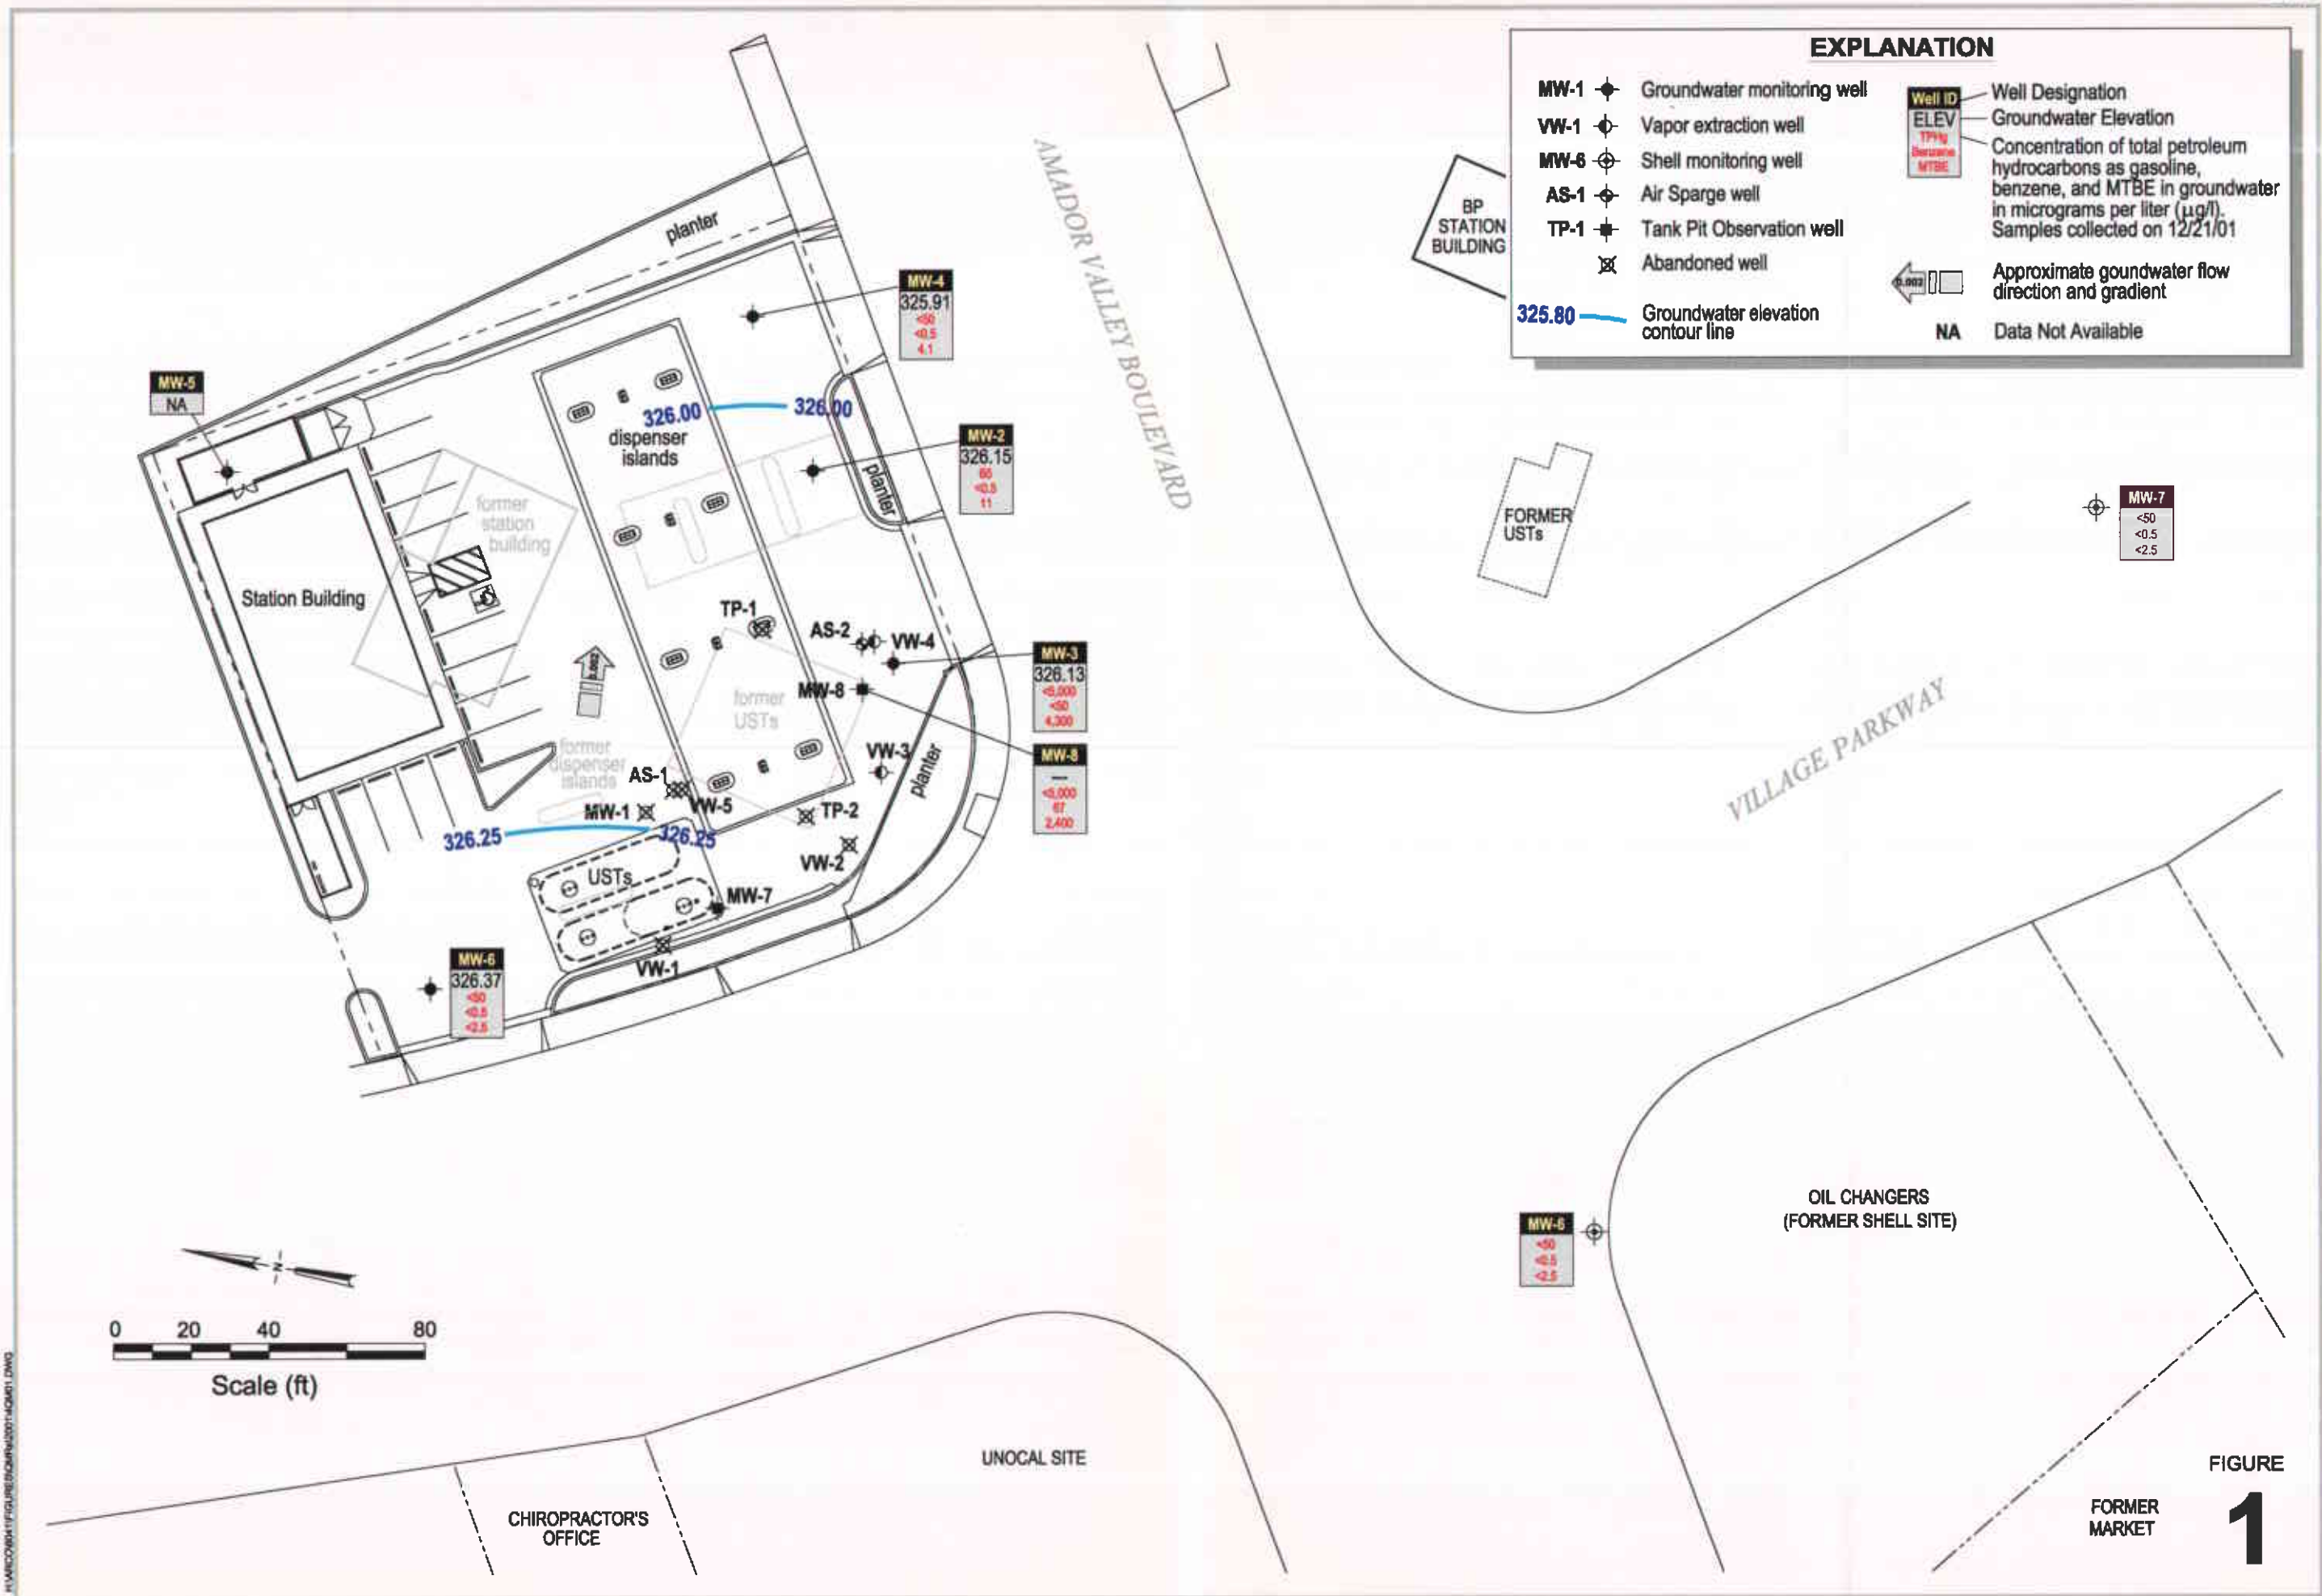 EXPLANATION
MW-1 Groundwater monitoring well
VW-1 Vapor extraction well
MW-6 Shell monitoring well
AS-1 Air Sparge well
TP-1 Tank Pit Observation well
Abandoned well
325.80 Groundwater elevation
contour line
Well ID
ELEV
TPHg
Benzene
MTBE
Well Designation
Groundwater Elevation
Concentration of total petroleum
hydrocarbons as gasoline,
benzene, and MTBE in groundwater
in micrograms per liter (µg/l).
Samples collected on 12/21/01
0.002
Approximate goundwater flow
direction and gradient
NA Data Not Available
BP
STATION
BUILDING
AMADOR VALLEY BOULEVARD
planter
MW-4
325.91
<50
<0.5
4.1
MW-5
NA
326.00 326.00
dispenser
islands
MW-2
326.15
<0.5
11
planter
former
station
building
Station Building
FORMER
USTs
MW-7
<50
<0.5
<2.5
TP-1
AS-2 VW-4
MW-3
326.13
<5,000
<50
4,300
0.002
MW-8
former
USTs
former
dispenser
islands
MW-8
—
<5,000
67
2,400
VW-3
planter
AS-1
VW-5
MW-1
TP-2
326.25 326.25
VW-2
USTs
MW-7
VW-1
MW-6
326.37
<50
<0.5
<2.5
VILLAGE PARKWAY
OIL CHANGERS
(FORMER SHELL SITE)
MW-6
<50
<0.5
<2.5
N
0 20 40 80
Scale (ft)
UNOCAL SITE
CHIROPRACTOR'S
OFFICE
FORMER
MARKET
FIGURE
1